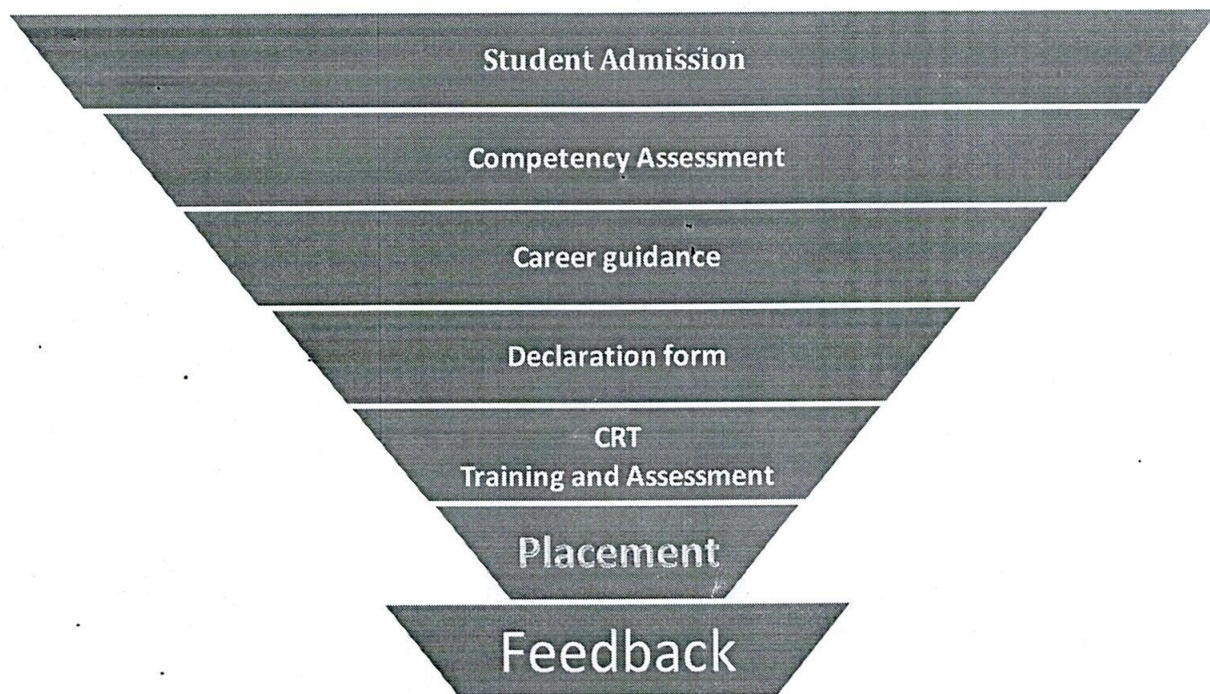 Student Admission
Competency Assessment
Career guidance
Declaration form
CRT
Training and Assessment
Placement
Feedback